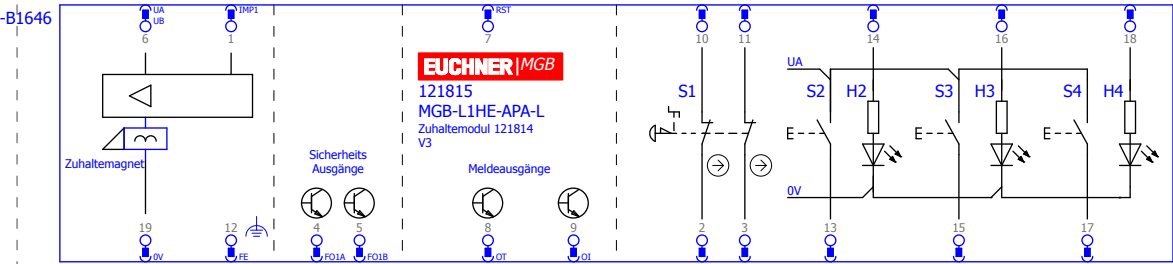 -B1646
UA
UB
IMP1
RST
6
1
7
10
11
14
16
18
EUCHNER MGB
121815
MGB-L1HE-APA-L
Zuhaltemodul 121814
V3
UA
S1
S2
H2
S3
H3
S4
H4
E
E
E
Zuhaltemagnet
Sicherheits
Ausgänge
Meldeausgänge
0V
19
12
4
5
8
9
2
3
13
15
17
0V
FE
FO1A
FO1B
OT
OI